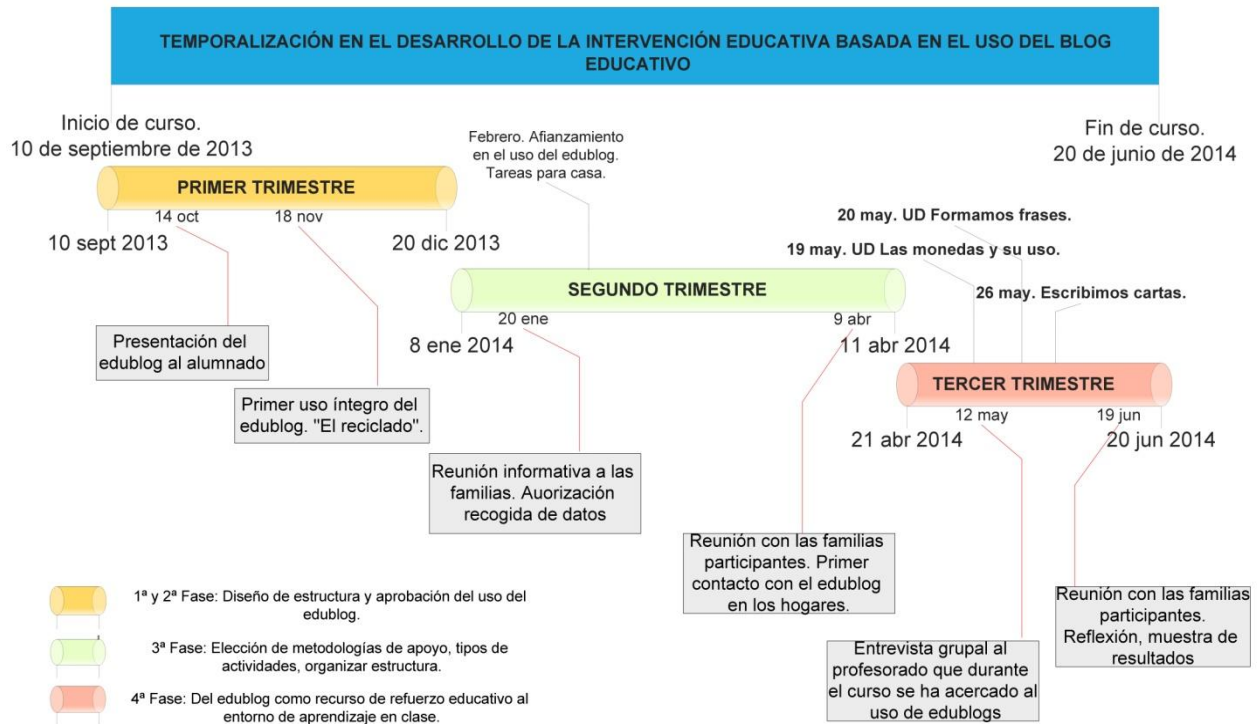 TEMPORALIZACIÓN EN EL DESARROLLO DE LA INTERVENCIÓN EDUCATIVA BASADA EN EL USO DEL BLOG
EDUCATIVO
Inicio de curso.
10 de septiembre de 2013
Fin de curso.
20 de junio de 2014
Febrero. Afianzamiento
en el uso del edublog.
Tareas para casa.
PRIMER TRIMESTRE
14 oct
18 nov
10 sept 2013
20 dic 2013
20 may. UD Formamos frases.
19 may. UD Las monedas y su uso.
26 may. Escribimos cartas.
SEGUNDO TRIMESTRE
20 ene
9 abr
8 ene 2014
11 abr 2014
Presentación del
edublog al alumnado
TERCER TRIMESTRE
12 may
19 jun
21 abr 2014
20 jun 2014
Primer uso íntegro del
edublog. "El reciclado".
Reunión informativa a las
familias. Auorización
recogida de datos
Reunión con las familias
participantes. Primer
contacto con el edublog
en los hogares.
Entrevista grupal al
profesorado que durante
el curso se ha acercado al
uso de edublogs
Reunión con las familias
participantes.
Reflexión, muestra de
resultados
1ª y 2ª Fase: Diseño de estructura y aprobación del uso del
edublog.
3ª Fase: Elección de metodologías de apoyo, tipos de
actividades, organizar estructura.
4ª Fase: Del edublog como recurso de refuerzo educativo al
entorno de aprendizaje en clase.